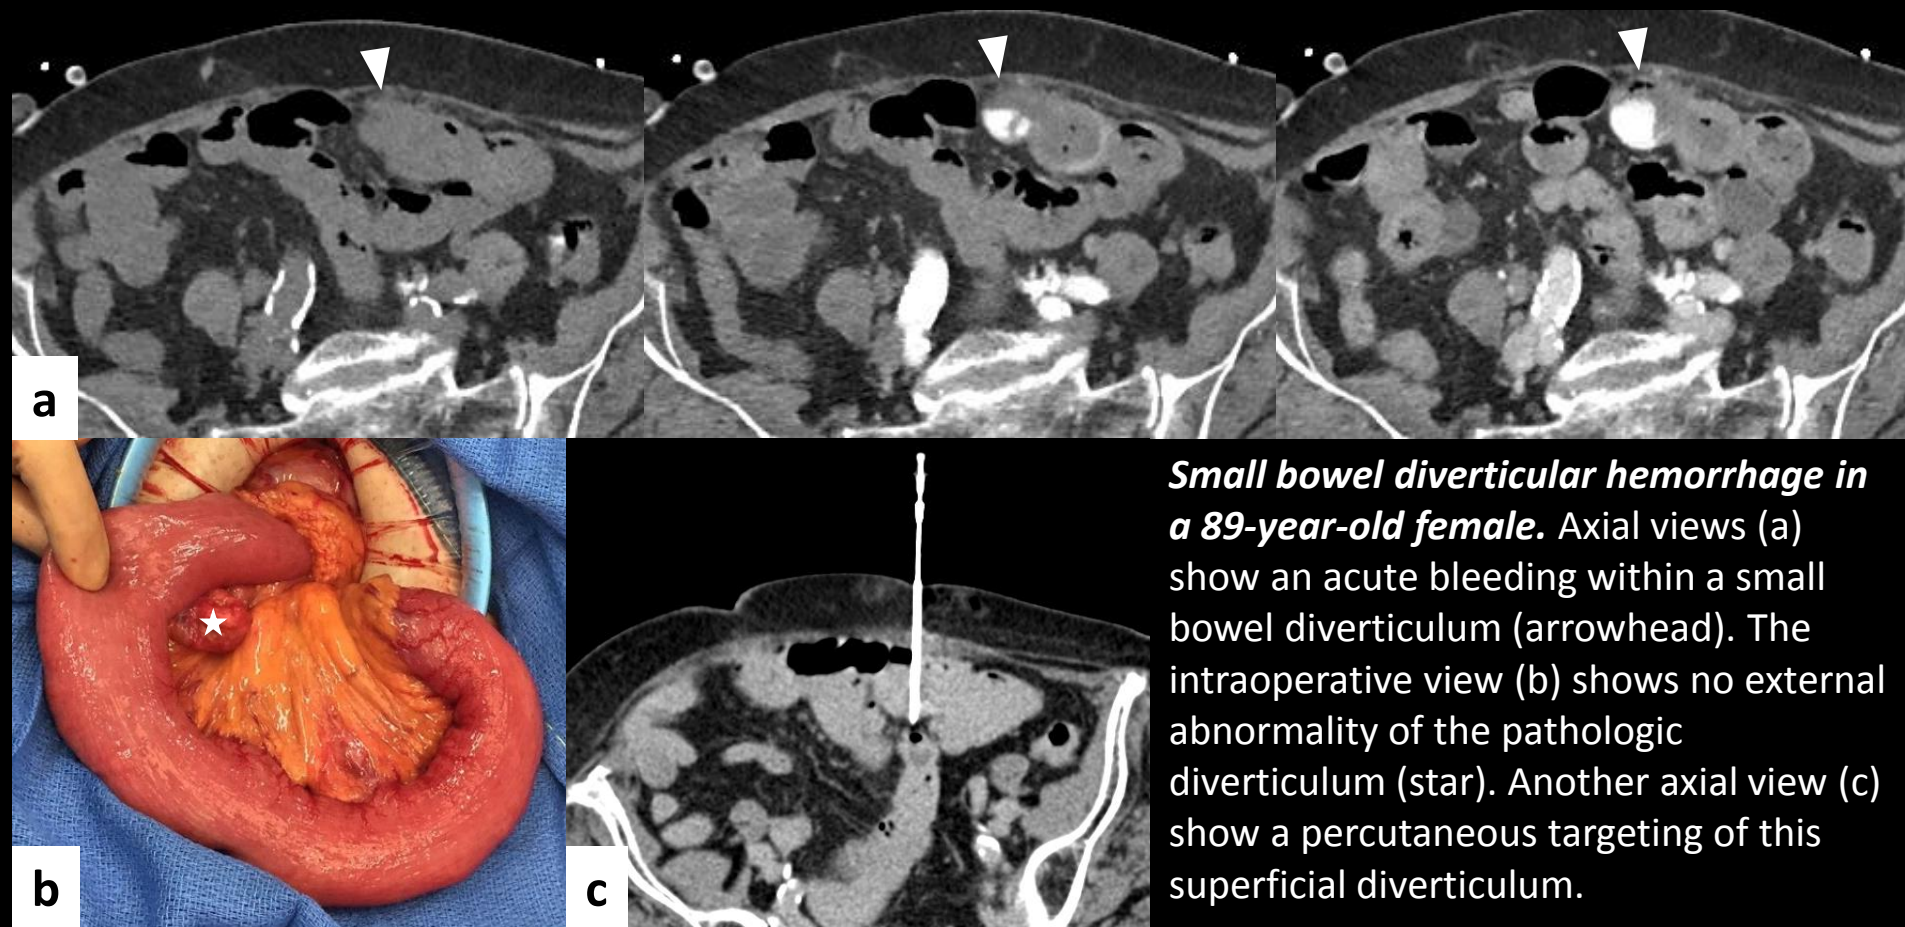 a
b
c
Small bowel diverticular hemorrhage in
a 89-year-old female. Axial views (a)
show an acute bleeding within a small
bowel diverticulum (arrowhead). The
intraoperative view (b) shows no external
abnormality of the pathologic
diverticulum (star). Another axial view (c)
show a percutaneous targeting of this
superficial diverticulum.